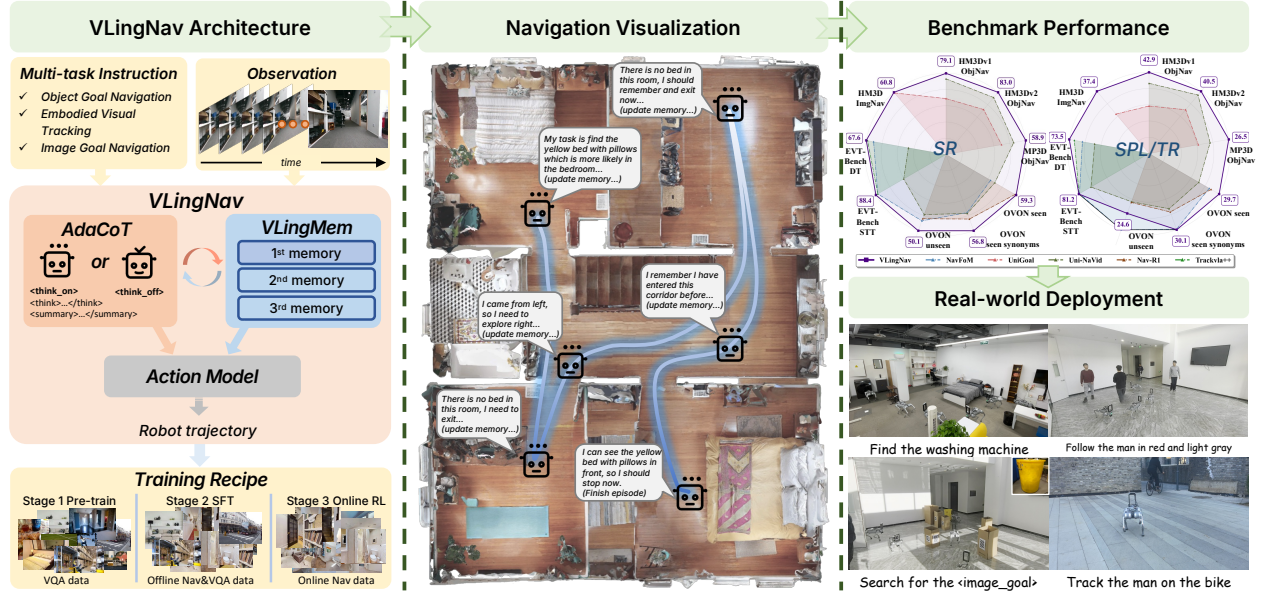 VLingNav Architecture
Multi-task Instruction
✓ Object Goal Navigation
✓ Embodied Visual
Tracking
✓ Image Goal Navigation
Observation
time
VLingNav
AdaCoT
or
<think_on>
<think>...</think>
<summary>...</summary>
<think_off>
VLingMem
1st memory
2nd memory
3rd memory
Action Model
Robot trajectory
Training Recipe
Stage 1 Pre-train
VQA data
Stage 2 SFT
Offline Nav&VQA data
Stage 3 Online RL
Online Nav data
Navigation Visualization
There is no bed in
this room, I should
remember and exit
now...
(update memory...)
My task is find the
yellow bed with pillows
which is more likely in
the bedroom...
(update memory...)
I remember I have
entered this
corridor before...
(update memory...)
I came from left,
so I need to
explore right...
(update memory...)
There is no bed in
this room, I need to
exit...
(update memory...)
I can see the yellow
bed with pillows in
front, so I should
stop now.
(Finish episode)
Benchmark Performance
SR
79.1
HM3Dv1
ObjNav
83.0
HM3Dv2
ObjNav
58.9
MP3D
ObjNav
59.3
OVON seen
56.8
OVON
seen synonyms
50.1
OVON
unseen
88.4
EVT-
Bench
STT
67.6
EVT-
Bench
DT
60.8
HM3D
ImgNav
SPL/TR
42.9
HM3Dv1
ObjNav
40.5
HM3Dv2
ObjNav
26.5
MP3D
ObjNav
29.7
OVON seen
30.1
OVON
seen synonyms
24.6
OVON
unseen
81.2
EVT-
Bench
STT
73.5
EVT-
Bench
DT
37.4
HM3D
ImgNav
VLingNav NavFoM UniGoal Uni-NaVid Nav-R1 Trackvla++
Real-world Deployment
Find the washing machine
Follow the man in red and light gray
Search for the <image_goal>
Track the man on the bike